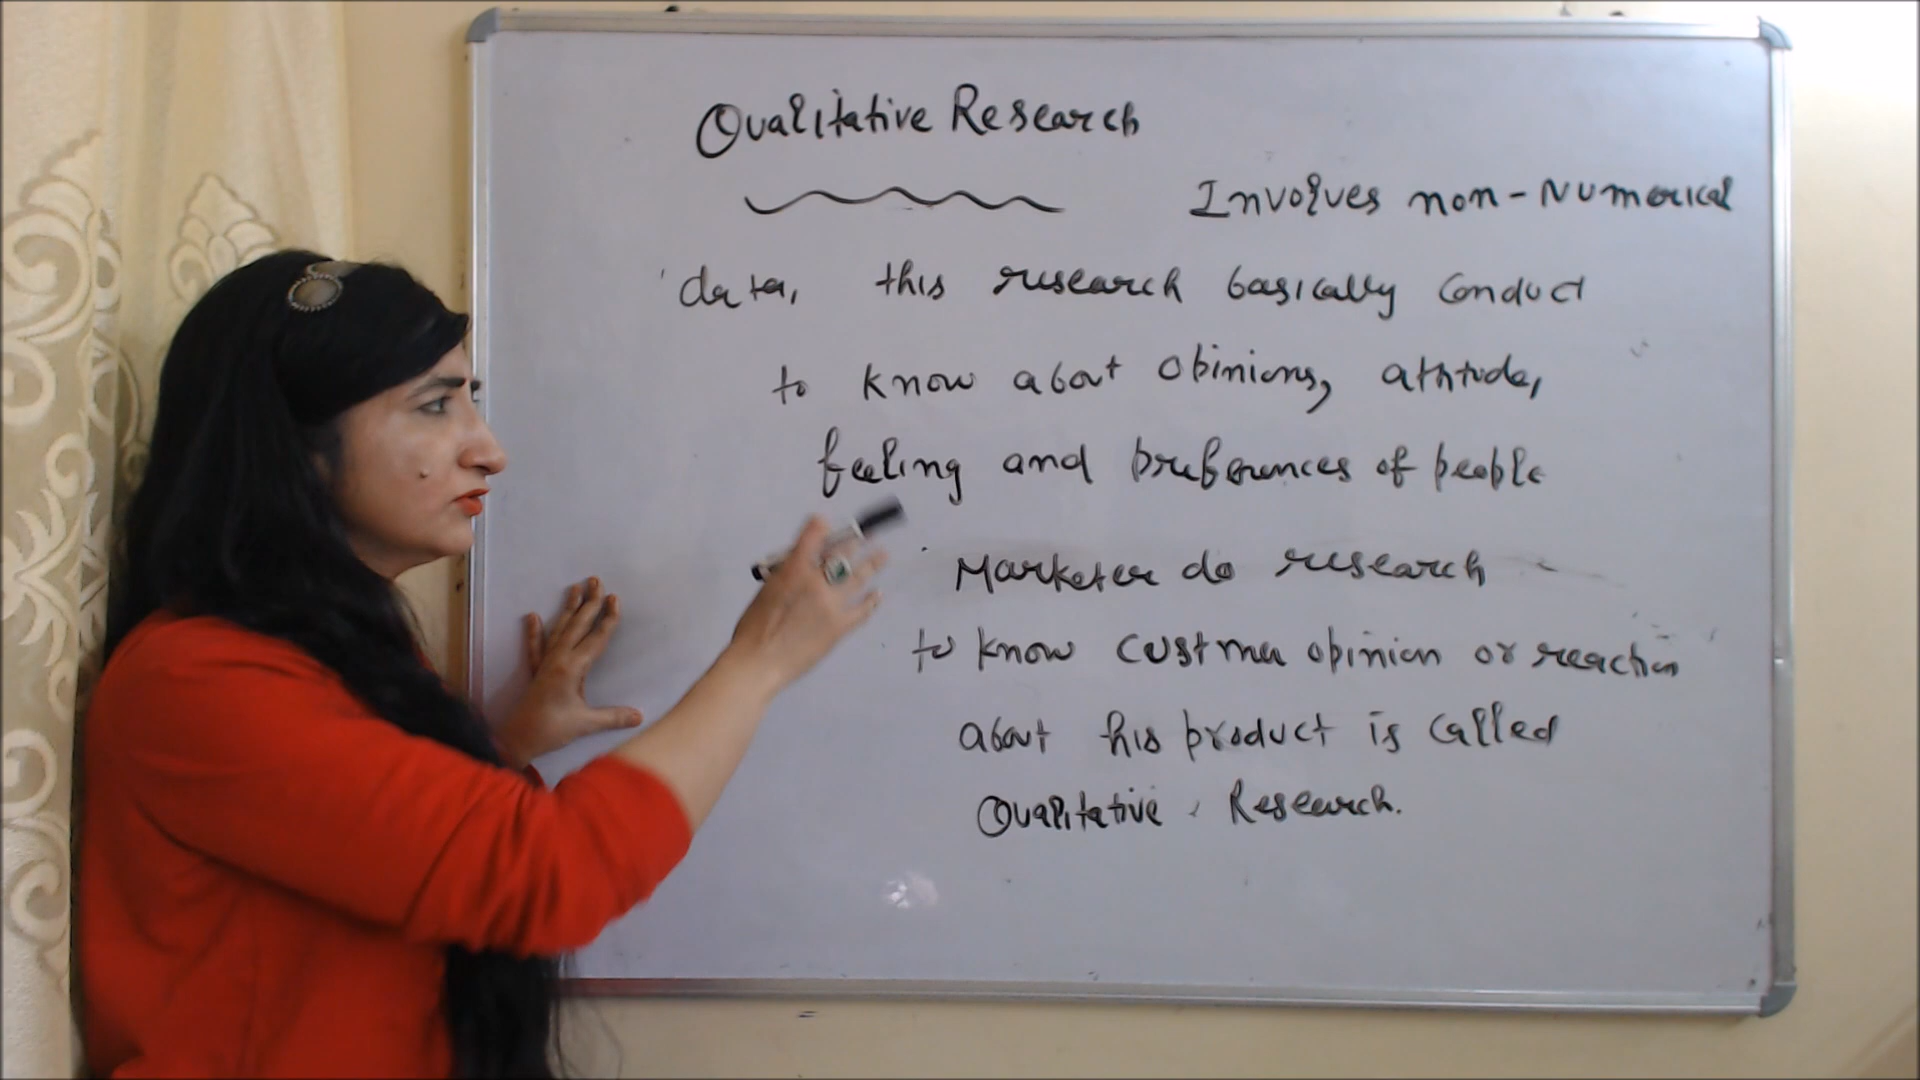 Qualitative Research
Involves non-Numerical
data, this research basically conduct
to know about opinions, attitude,
feeling and preferences of people
Marketer do research
to know custmer opinion or reaction
about his product is called
Qualitative Research.